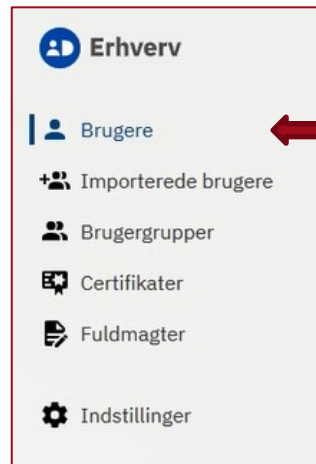 Erhverv
Brugere
Importerede brugere
Brugergrupper
Certifikater
Fuldmagter
Indstillinger